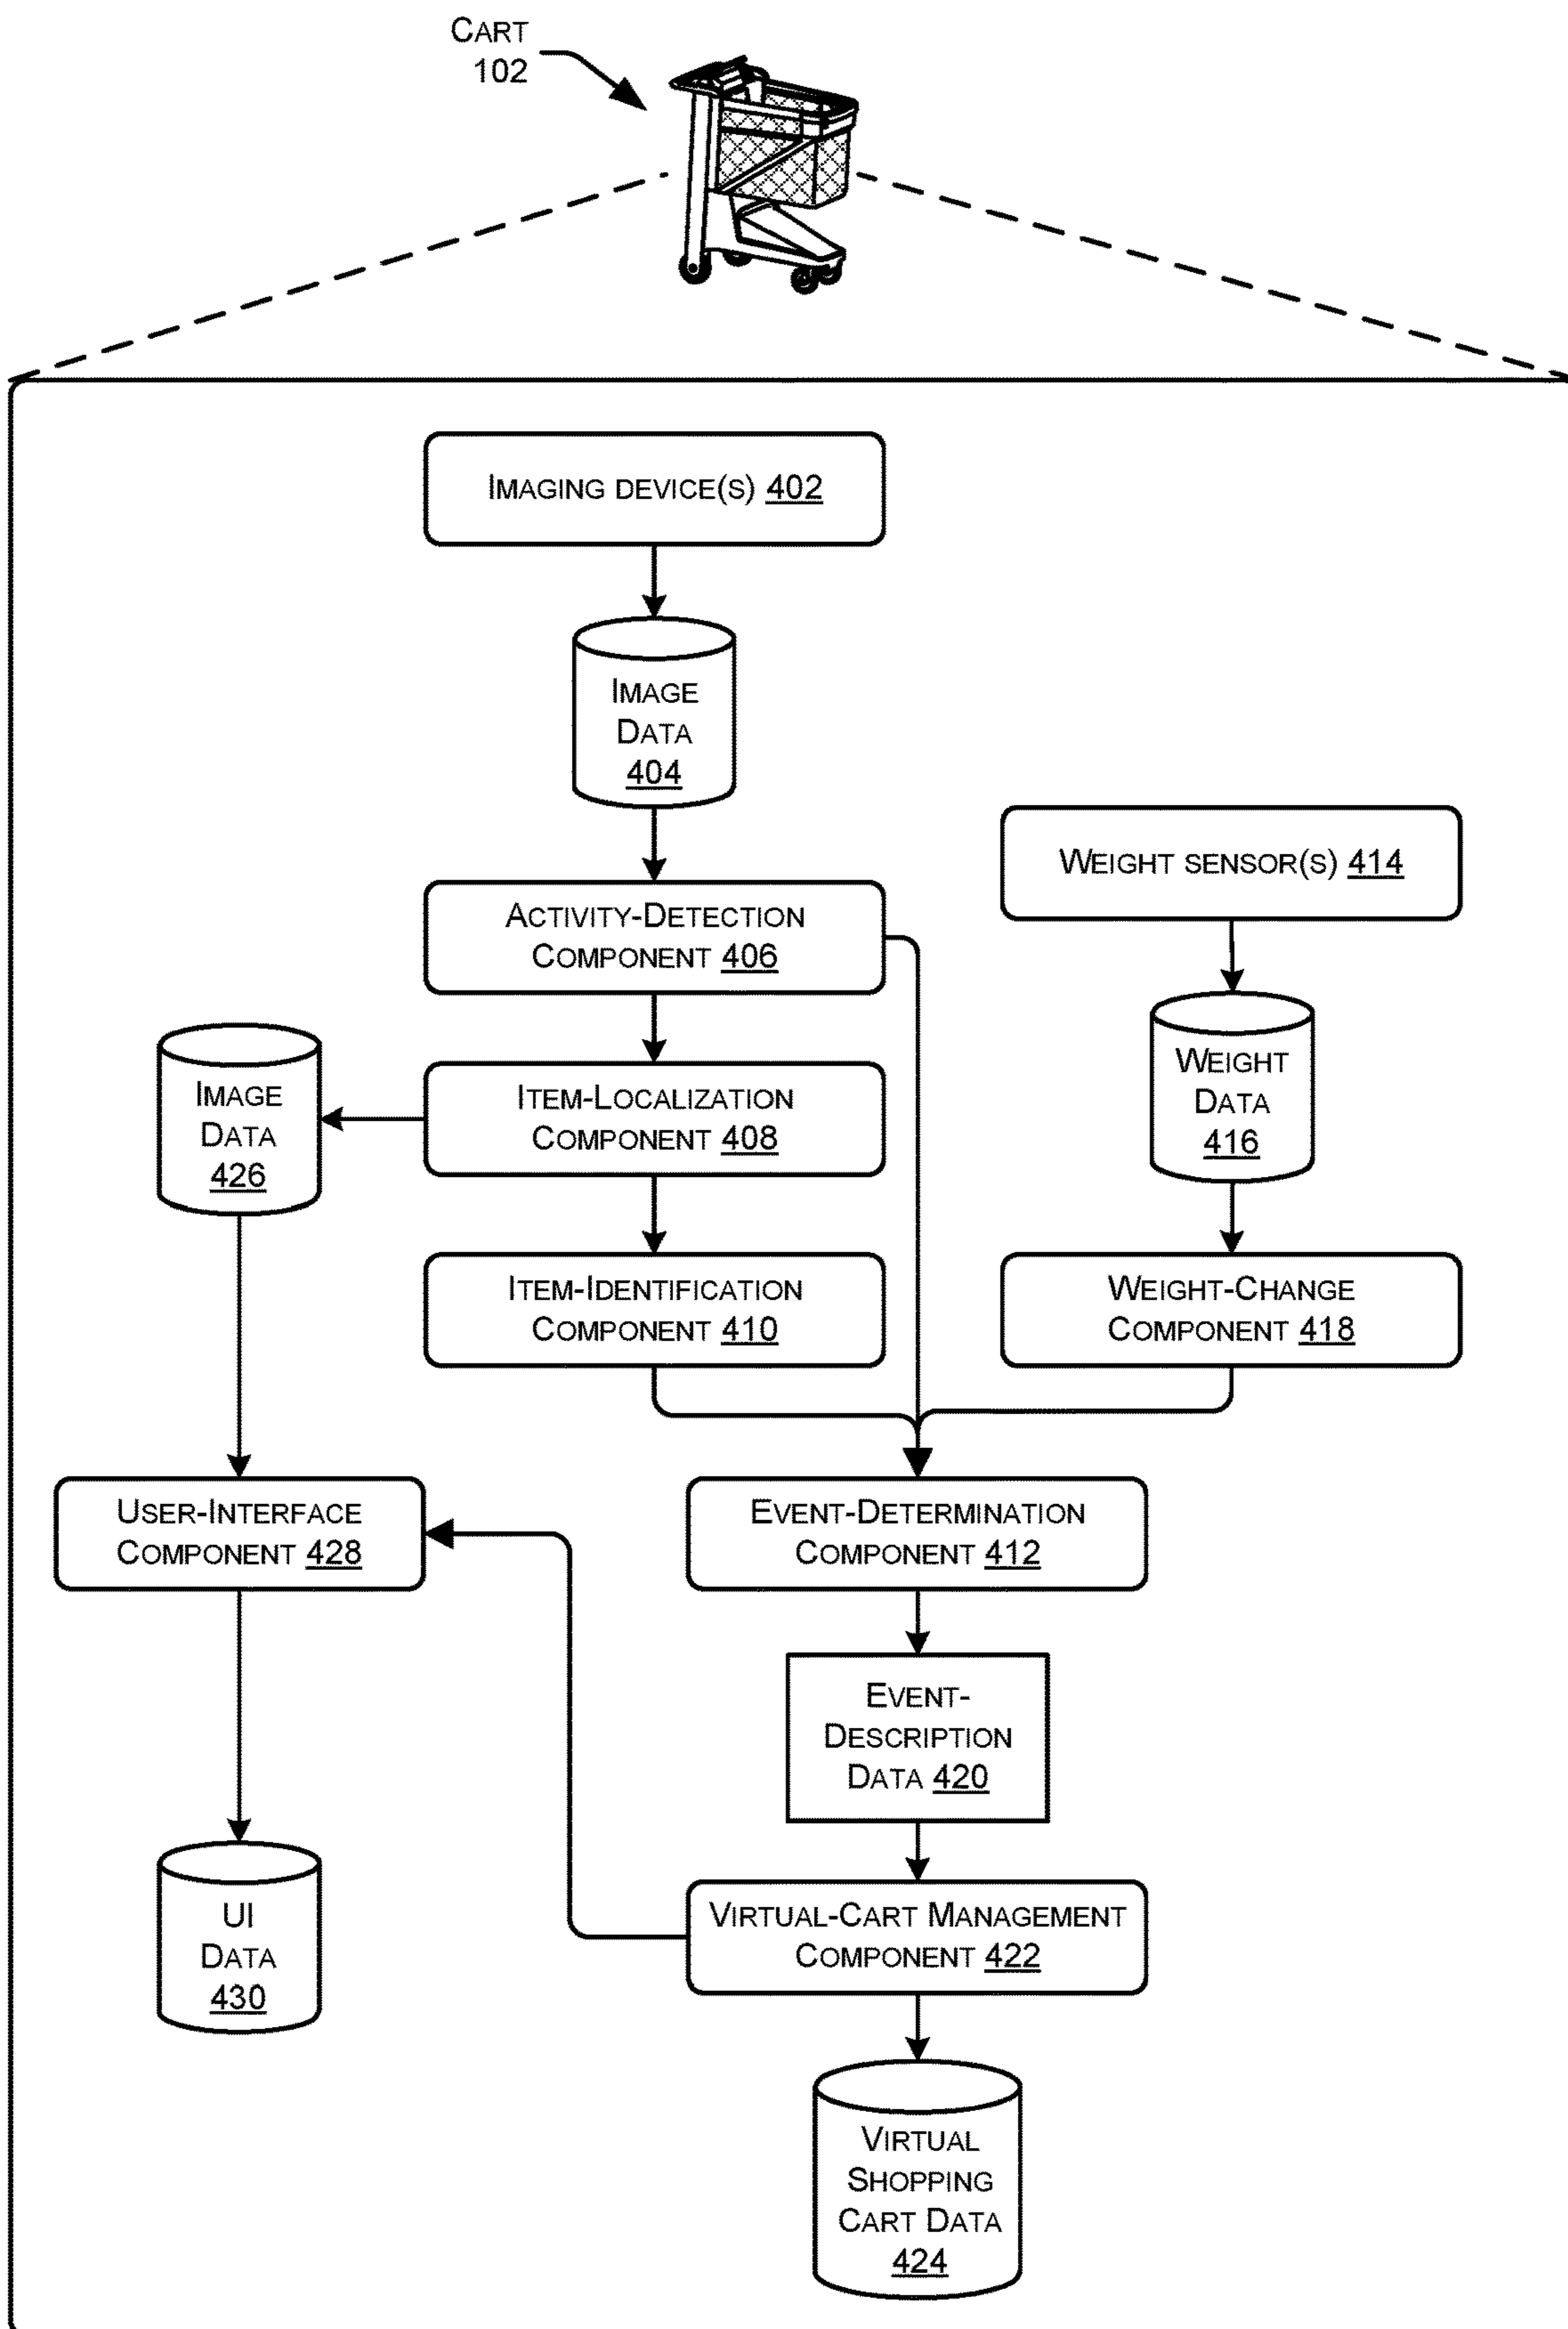 CART
102
IMAGING DEVICE(S) 402
IMAGE
DATA
404
WEIGHT SENSOR(S) 414
ACTIVITY-DETECTION
COMPONENT 406
WEIGHT
DATA
416
IMAGE
DATA
426
ITEM-LOCALIZATION
COMPONENT 408
ITEM-IDENTIFICATION
COMPONENT 410
WEIGHT-CHANGE
COMPONENT 418
USER-INTERFACE
COMPONENT 428
EVENT-DETERMINATION
COMPONENT 412
EVENT-
DESCRIPTION
DATA 420
UI
DATA
430
VIRTUAL-CART MANAGEMENT
COMPONENT 422
VIRTUAL
SHOPPING
CART DATA
424